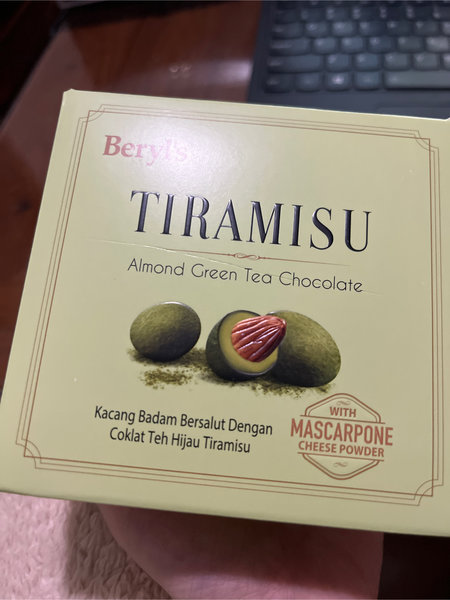 Beryl's
TIRAMISU
Almond Green Tea Chocolate
Kacang Badam Bersalut Dengan
Coklat Teh Hijau Tiramisu
WITH
MASCARPONE
CHEESE POWDER